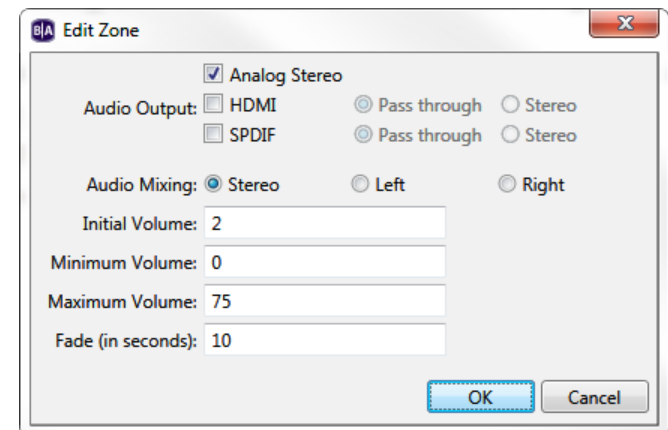 BA Edit Zone
Analog Stereo
Audio Output: HDMI Pass through Stereo
SPDIF Pass through Stereo
Audio Mixing: Stereo Left Right
Initial Volume: 2
Minimum Volume: 0
Maximum Volume: 75
Fade (in seconds): 10
OK Cancel